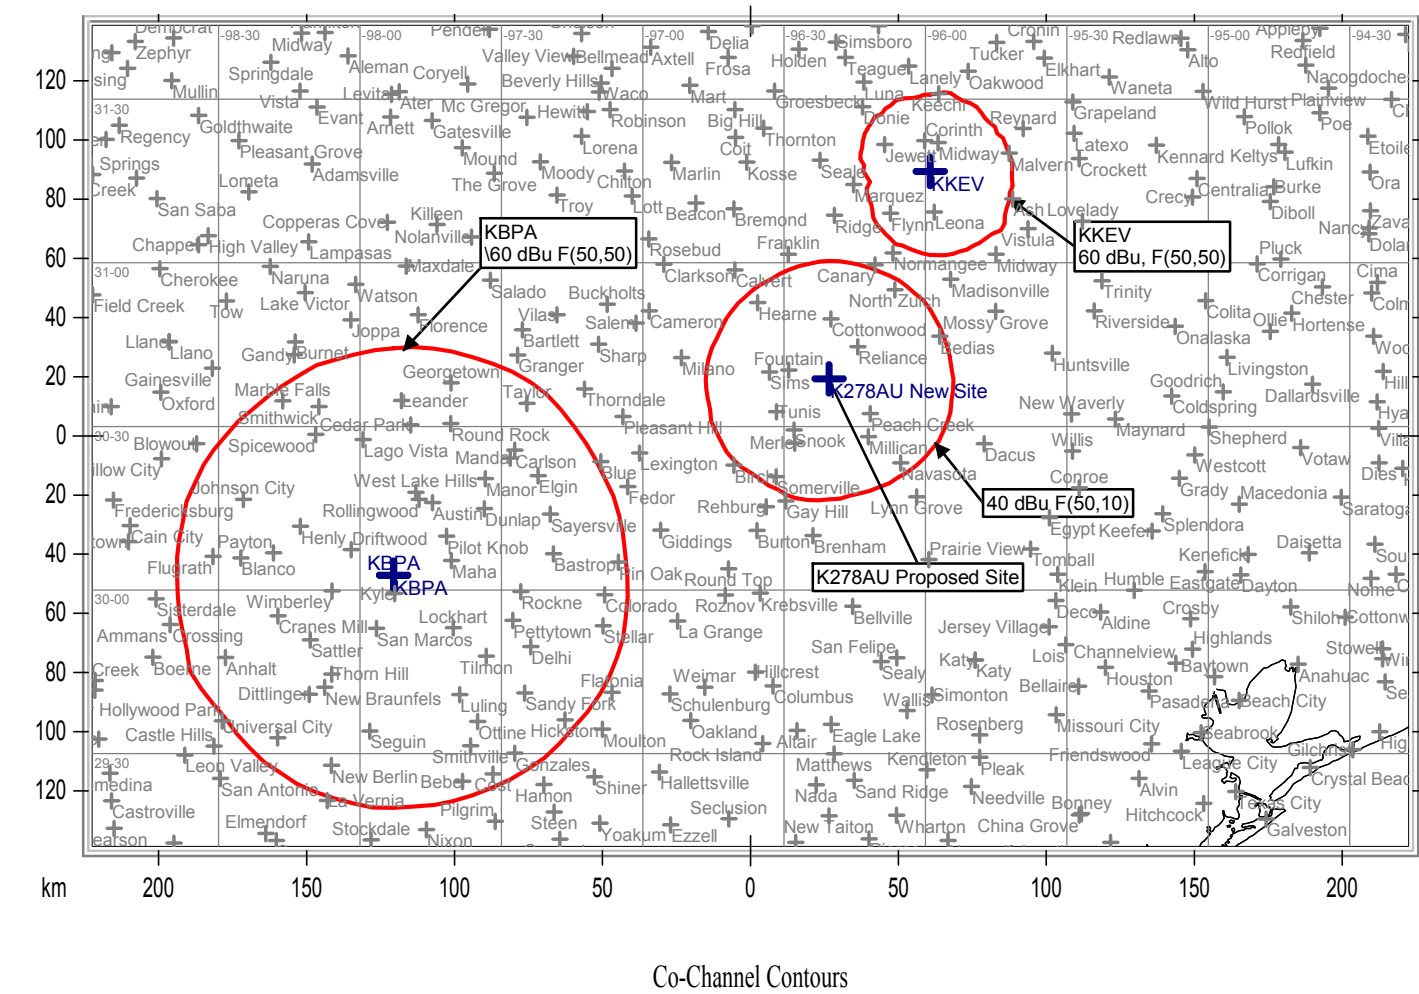 Democrat
Hamilton
Pender
-98-30
-98-00
-97-30
-97-00
-96-30
-96-00
-95-30
-95-00
-94-30
Zephyr
Midway
Aleman
Coryell
Valley View
Bellmead
Axtell
Delia
Frosa
Holden
Simsboro
Teague
Lanely
Tucker
Cronin
Oakwood
Elkhart
Redlawn
Alto
Appleby
Redfield
Nacogdoche
Springdale
Mullin
Vista
Levita
Ater
Evant
Arnett
Mc Gregor
Beverly Hills
Waco
Hewitt
Robinson
Mart
Groesbeck
Luna
Donie
Keechi
Waneta
Grapeland
Wild Hurst
Plainview
Poe
Pollok
31-30
Goldthwaite
Regency
Gatesville
Big Hill
Thornton
Coit
Corinth
Reynard
Latexo
Kennard
Keltys
Lufkin
Etoile
Pleasant Grove
Adamsville
Mound
The Grove
Moody
Lorena
Chilton
Marlin
Kosse
Seale
Jewett
Midway
Malvern
Crockett
Springs
Creek
Lometa
San Saba
Troy
Lott
Beacon
Bremond
Marquez
KKEV
Leona
Flynn
Ridge
Ash
Lovelady
Crecy
Centralia
Burke
Diboll
Ora
Copperas Cove
Killeen
Nolanville
KBPA
\60 dBu F(50,50)
KKEV
60 dBu, F(50,50)
Chappel
High Valley
Lampasas
Maxdale
Rosebud
Franklin
Vistula
Pluck
Corrigan
31-00
Cherokee
Naruna
Watson
Salado
Clarkson
Calvert
Canary
Normangee
Midway
Madisonville
Trinity
Chester
Cima
Field Creek
Tow
Lake Victor
Joppa
Florence
Vilas
Buckholts
Salem
Cameron
Hearne
North Zulch
Mossy Grove
Riverside
Colita
Ollie
Hortense
Onalaska
Llano
Gandy
Burnet
Bartlett
Granger
Sharp
Milano
Cottonwood
Reliance
Bedias
Huntsville
Livingston
Gainesville
Oxford
Marble Falls
Georgetown
Taylor
Thorndale
Fountain
Sims
K278AU New Site
New Waverly
Goodrich
Coldspring
Dallardsville
Smithwick
Cedar Park
Leander
Pleasant Hill
Tunis
Peach Creek
Maynard
Shepherd
30-30
Blowout
Spicewood
Lago Vista
Round Rock
Manda
Carlson
Blue
Lexington
Snook
Millican
Dacus
Willis
Westcott
Votaw
Johnson City
West Lake Hills
Manor
Elgin
Fedor
Birch
Somerville
Navasota
Conroe
Grady
Macedonia
Dies
Fredericksburg
Rollingwood
Austin
Dunlap
Sayersville
Rehburg
Gay Hill
Lynn Grove
40 dBu F(50,10)
Egypt
Keefer
Splendora
Saratoga
Cain City
Payton
Henly
Driftwood
Pilot Knob
Giddings
Burton
Brenham
Prairie View
Tomball
Kenefick
Daisetta
Flugrath
Blanco
KBPA
KBPA
Maha
Bastrop
Pin Oak
Round Top
K278AU Proposed Site
Klein
Humble
Eastgate
Dayton
30-00
Sisterdale
Wimberley
Kyle
Rockne
Colorado
Roznov
Krebsville
Bellville
Deco
Aldine
Crosby
Shiloh
Ammans Crossing
Cranes Mill
San Marcos
Lockhart
Pettytown
Stellar
La Grange
San Felipe
Jersey Village
Highlands
Boerne
Anhalt
Sattler
Tilmon
Delhi
Katy
Katy
Lois
Channelview
Baytown
Stowell
Thorn Hill
Dittlinger
New Braunfels
Luling
Sandy Fork
Flatonia
Weimar
Hillcrest
Columbus
Sealy
Wallis
Simonton
Bellaire
Houston
Pasadena
Anahuac
Beach City
Hollywood Park
Universal City
Castle Hills
Seguin
Ottine
Hickston
Moulton
Schulenburg
Oakland
Altair
Eagle Lake
Rosenberg
Missouri City
Seabrook
Gilchrist
29-30
Leon Valley
San Antonio
New Berlin
Smithville
Gonzales
Rock Island
Hallettsville
Matthews
Kendleton
Pleak
Friendswood
League City
Crystal Beac
Castroville
La Vernia
Cost
Hamon
Shiner
Nada
Sand Ridge
Needville
Alvin
Texas City
Elmendorf
Stockdale
Pilgrim
Nixon
Steen
Yoakum
Seclusion
Ezzell
New Taiton
Wharton
China Grove
Bonney
Hitchcock
Galveston
120
100
80
60
40
20
0
20
40
60
80
100
120
km
200
150
100
50
0
50
100
150
200
Co-Channel Contours